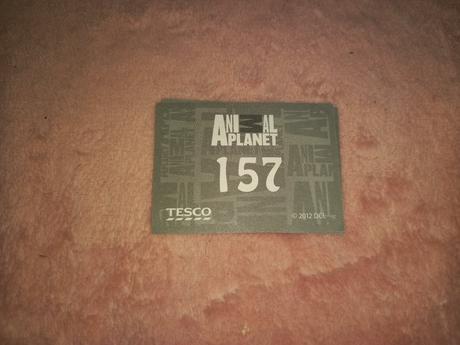 ANIMAL
PLANET
157
TESCO
© 2012 DCL